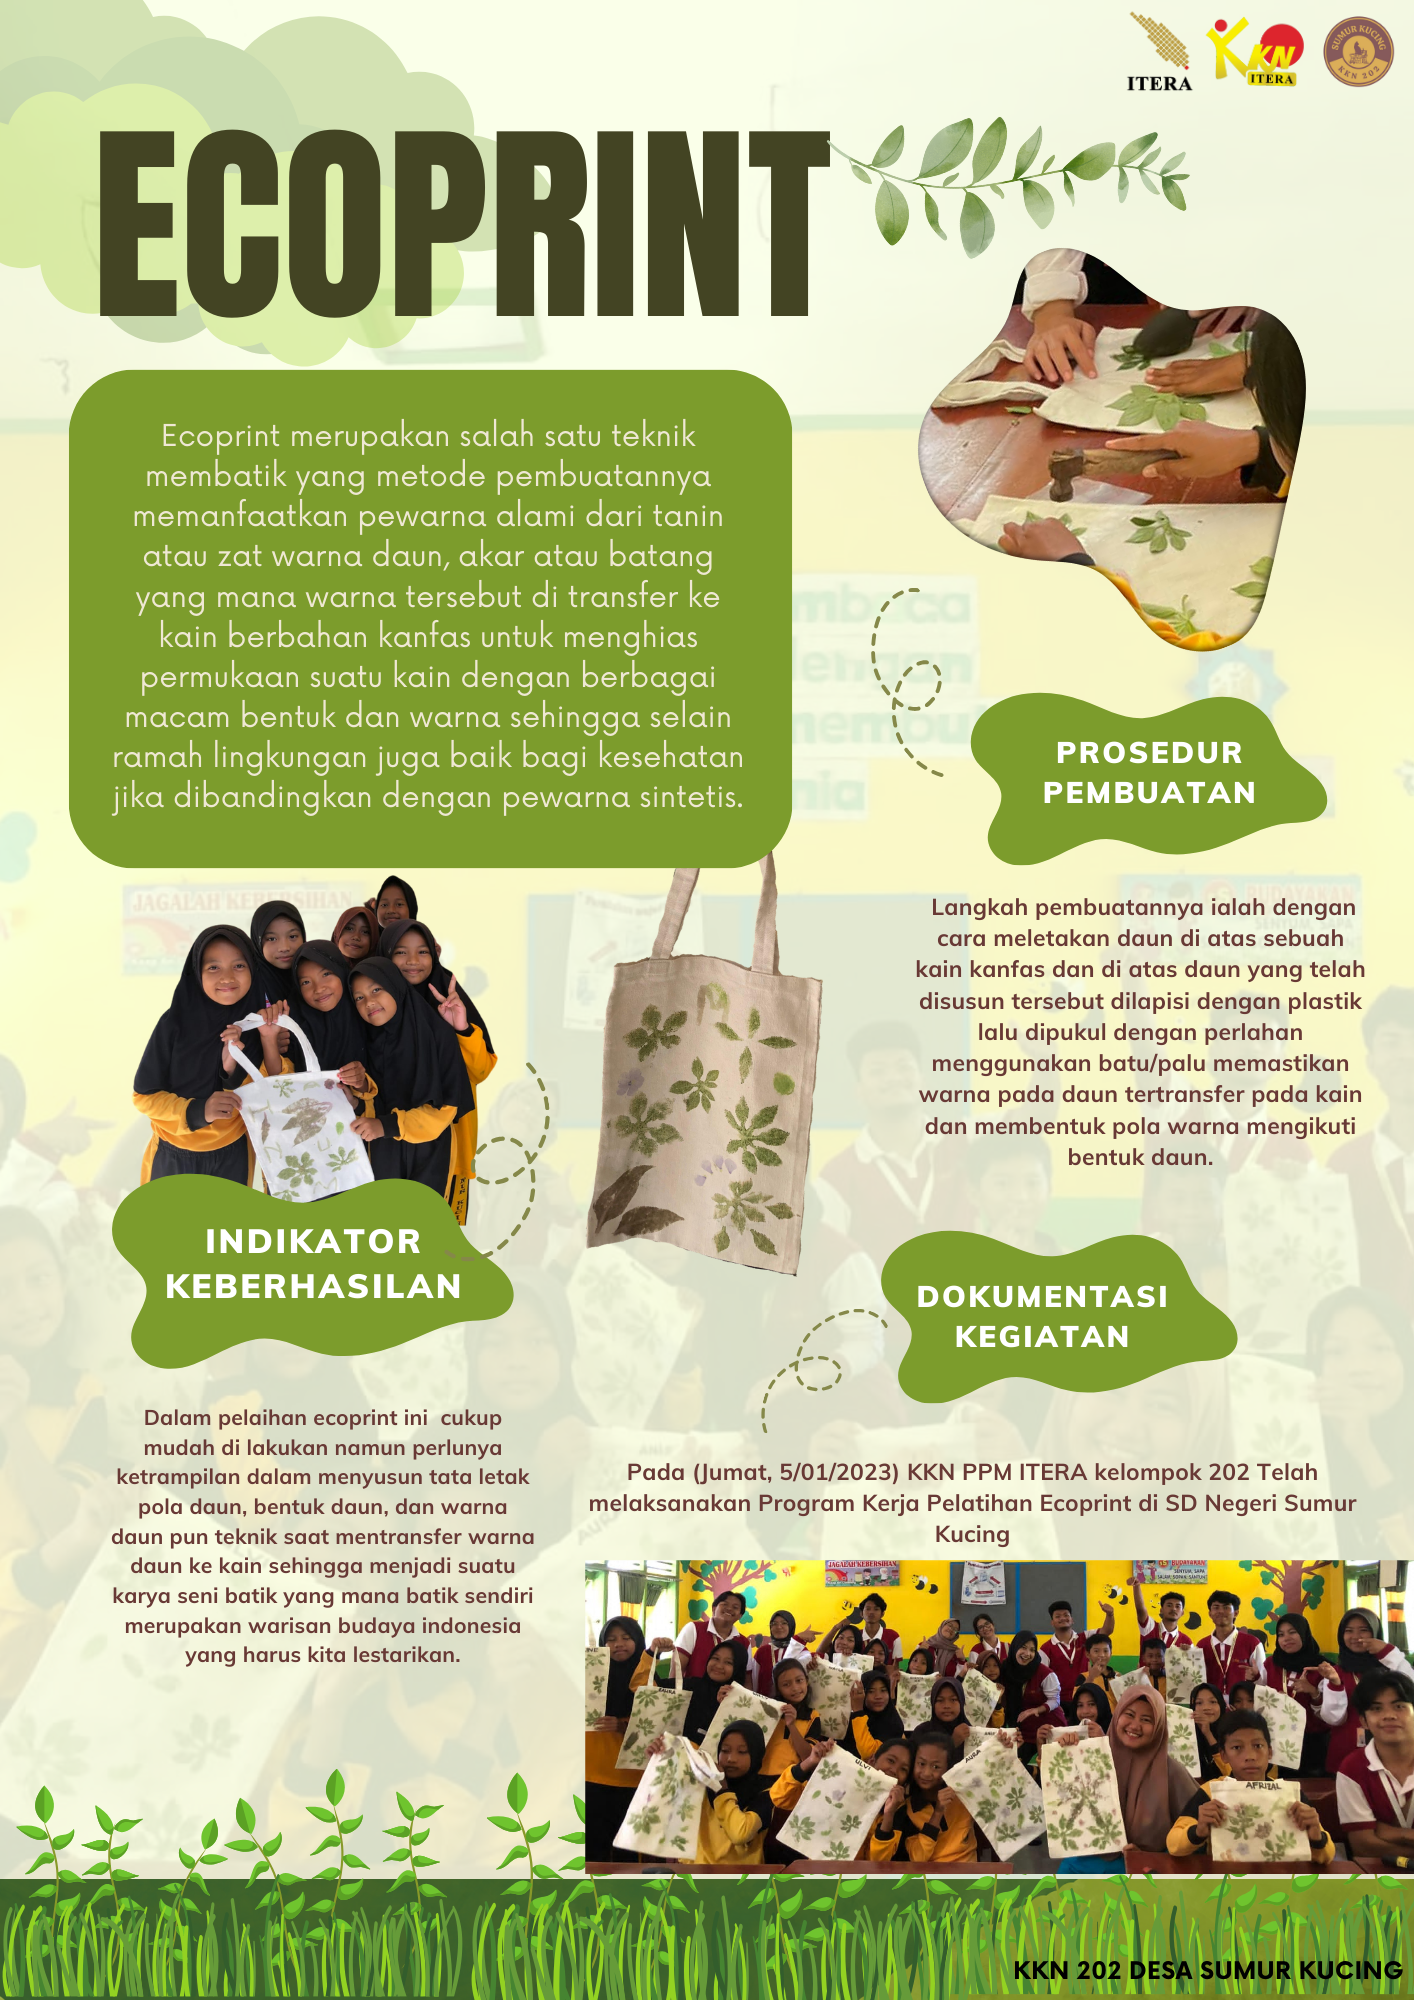 ITERA
KKN
ITERA
SUMUR KUCING
KKN 202
ECOPRINT
Ecoprint merupakan salah satu teknik
membatik yang metode pembuatannya
memanfaatkan pewarna alami dari tanin
atau zat warna daun, akar atau batang
yang mana warna tersebut di transfer ke
kain berbahan kanfas untuk menghias
permukaan suatu kain dengan berbagai
macam bentuk dan warna sehingga selain
ramah lingkungan juga baik bagi kesehatan
jika dibandingkan dengan pewarna sintetis.
PROSEDUR
PEMBUATAN
JAGALAH KEBERSIHAN
BUDAYAKAN
Langkah pembuatannya ialah dengan
cara meletakan daun di atas sebuah
kain kanfas dan di atas daun yang telah
disusun tersebut dilapisi dengan plastik
lalu dipukul dengan perlahan
menggunakan batu/palu memastikan
warna pada daun tertransfer pada kain
dan membentuk pola warna mengikuti
bentuk daun.
INDIKATOR
KEBERHASILAN
DOKUMENTASI
KEGIATAN
Dalam pelaihan ecoprint ini  cukup
mudah di lakukan namun perlunya
ketrampilan dalam menyusun tata letak
pola daun, bentuk daun, dan warna
daun pun teknik saat mentransfer warna
daun ke kain sehingga menjadi suatu
karya seni batik yang mana batik sendiri
merupakan warisan budaya indonesia
yang harus kita lestarikan.
Pada (Jumat, 5/01/2023) KKN PPM ITERA kelompok 202 Telah
melaksanakan Program Kerja Pelatihan Ecoprint di SD Negeri Sumur
Kucing
JAGALAH KEBERSIHAN
BUDAYAKAN
SENYUM, SAPA
SALAM, SOPAN, SANTUN
ULVI
AURA
AFRIZAL
KKN 202 DESA SUMUR KUCING